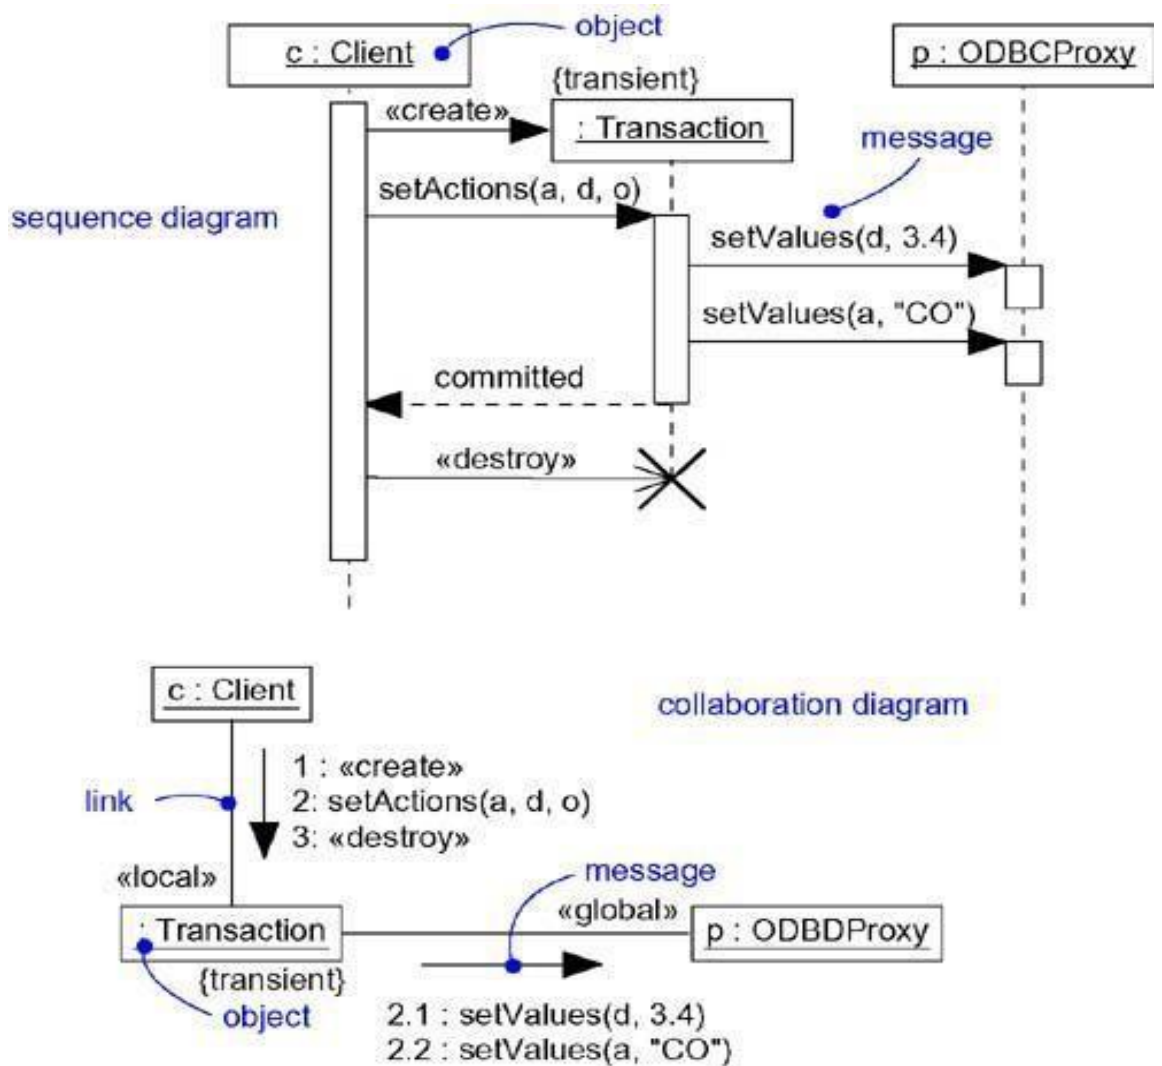 object
c : Client
p : ODBCProxy
{transient}
«create»
: Transaction
message
setActions(a, d, o)
sequence diagram
setValues(d, 3.4)
setValues(a, "CO")
committed
«destroy»
c : Client
collaboration diagram
1 : «create»
link
2: setActions(a, d, o)
3: «destroy»
«local»
message
«global»
: Transaction
p : ODBDProxy
{transient}
object
2.1 : setValues(d, 3.4)
2.2 : setValues(a, "CO")